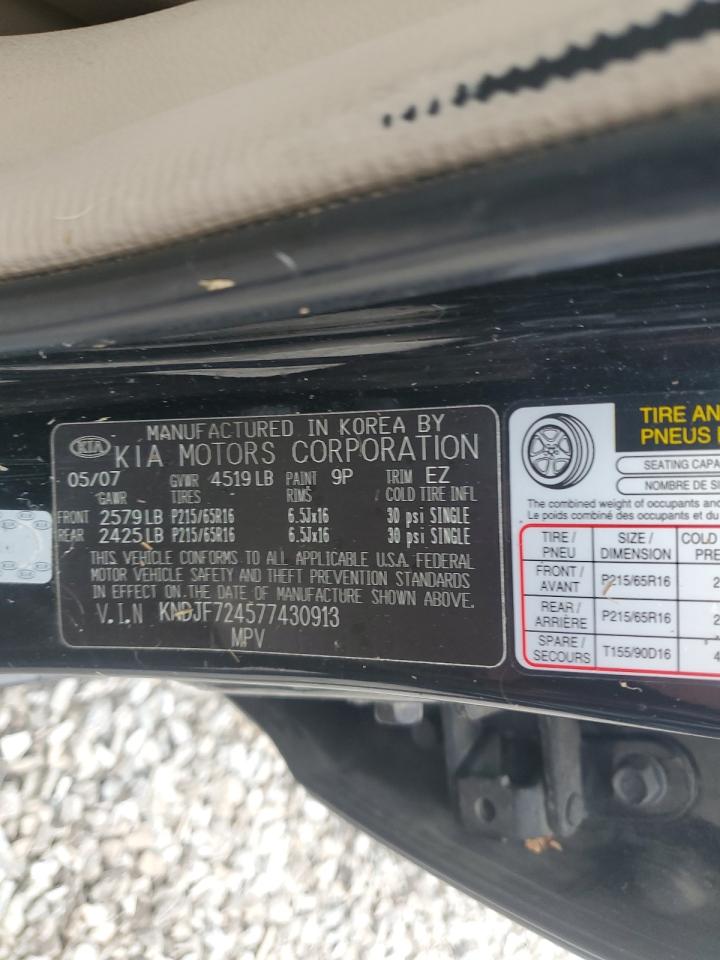 MANUFACTURED IN KOREA BY
KIA KIA MOTORS CORPORATION
05/07 GVWR 4519 LB PAINT 9P TRIM EZ
GAWR TIRES RIMS COLD TIRE INFL
FRONT 2579 LB P215/65R16 6.5Jx16 30 psi SINGLE
REAR 2425 LB P215/65R16 6.5Jx16 30 psi SINGLE
THIS VEHICLE CONFORMS TO ALL APPLICABLE U.S.A. FEDERAL
MOTOR VEHICLE SAFETY AND THEFT PREVENTION STANDARDS
IN EFFECT ON THE DATE OF MANUFACTURE SHOWN ABOVE.
V.I.N KNDJF724577430913
MPV
TIRE AN
PNEUS
SEATING CAPA
NOMBRE DE SI
The combined weight of occupants and
Le poids combiné des occupants et du
TIRE / PNEU SIZE / DIMENSION COLD PRE
FRONT / AVANT P215/65R16 2
REAR / ARRIÈRE P215/65R16 2
SPARE / SECOURS T155/90D16 4